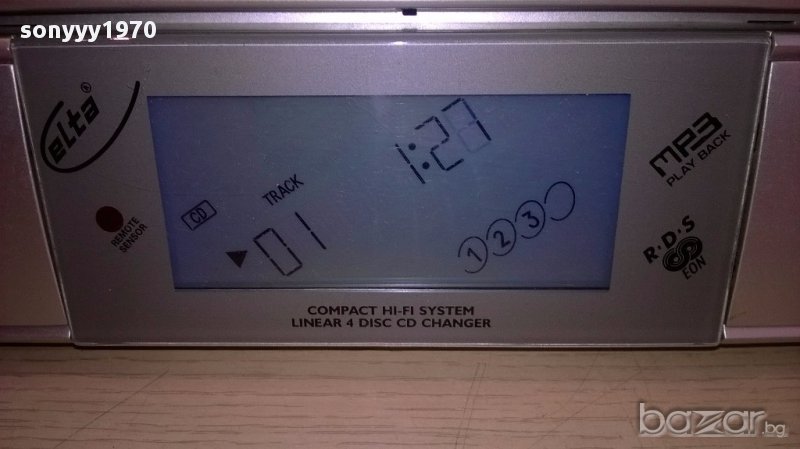 sonyyy1970
elta ®
REMOTE
SENSOR
CD
TRACK
01
1:27
1 2 3
MP3
PLAY BACK
R·D·S
EON
COMPACT HI-FI SYSTEM
LINEAR 4 DISC CD CHANGER
bazar.bg